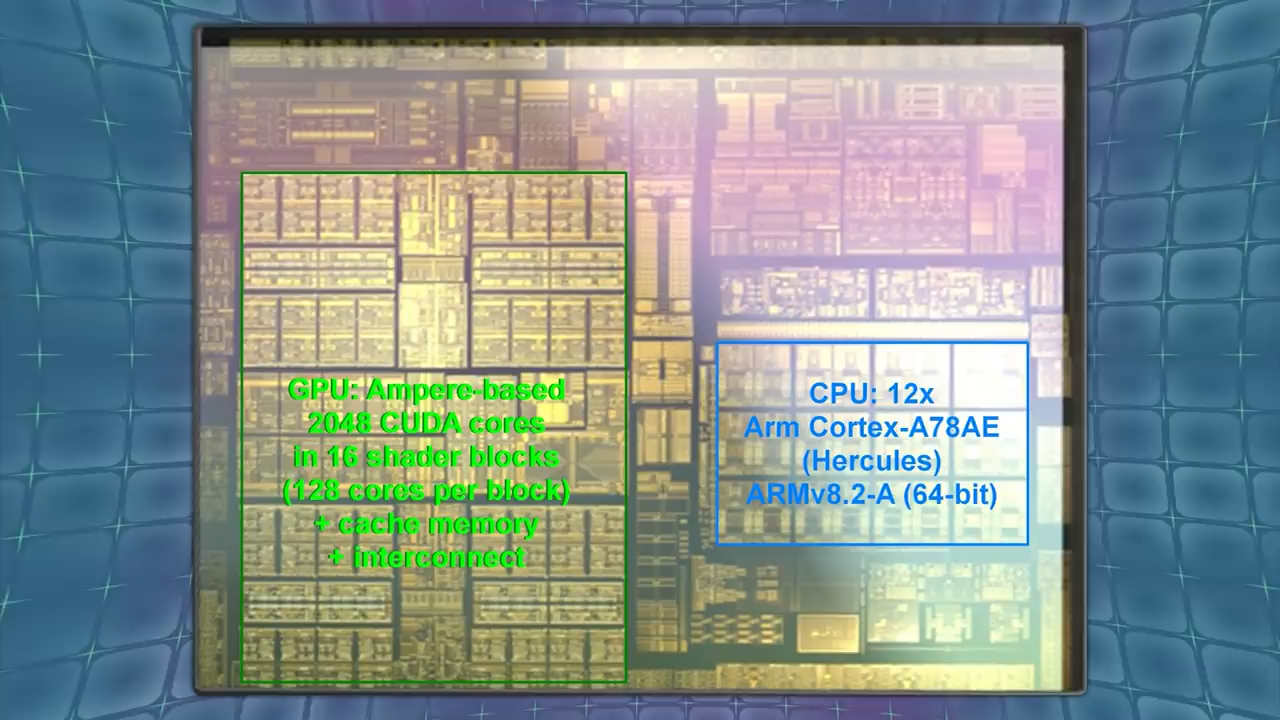 GPU: Ampere-based
2048 CUDA cores
in 16 shader blocks
(128 cores per block)
+ cache memory
+ interconnect
CPU: 12x
Arm Cortex-A78AE
(Hercules)
ARMv8.2-A (64-bit)